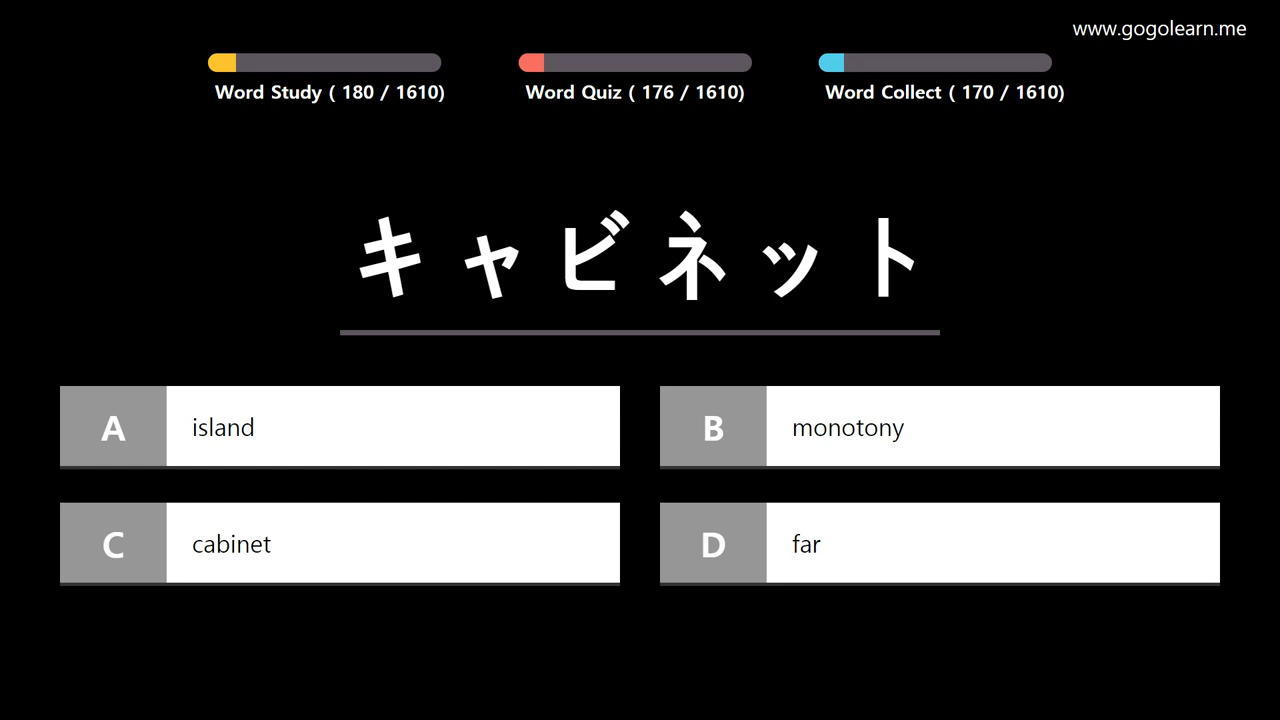 www.gogolearn.me
Word Study ( 180 / 1610)
Word Quiz ( 176 / 1610)
Word Collect ( 170 / 1610)
キャビネット
A island
B monotony
C cabinet
D far